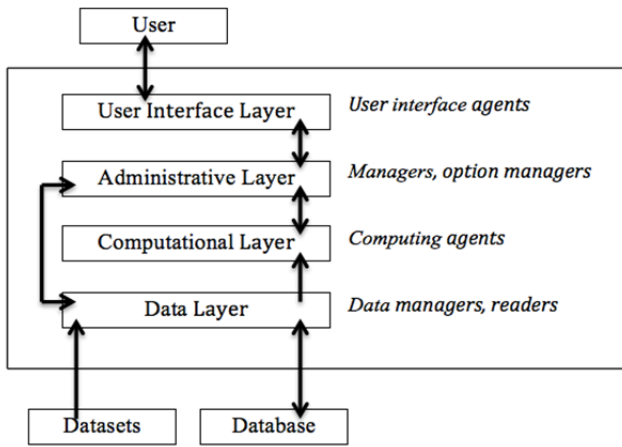 User
User Interface Layer
User interface agents
Administrative Layer
Managers, option managers
Computational Layer
Computing agents
Data Layer
Data managers, readers
Datasets
Database